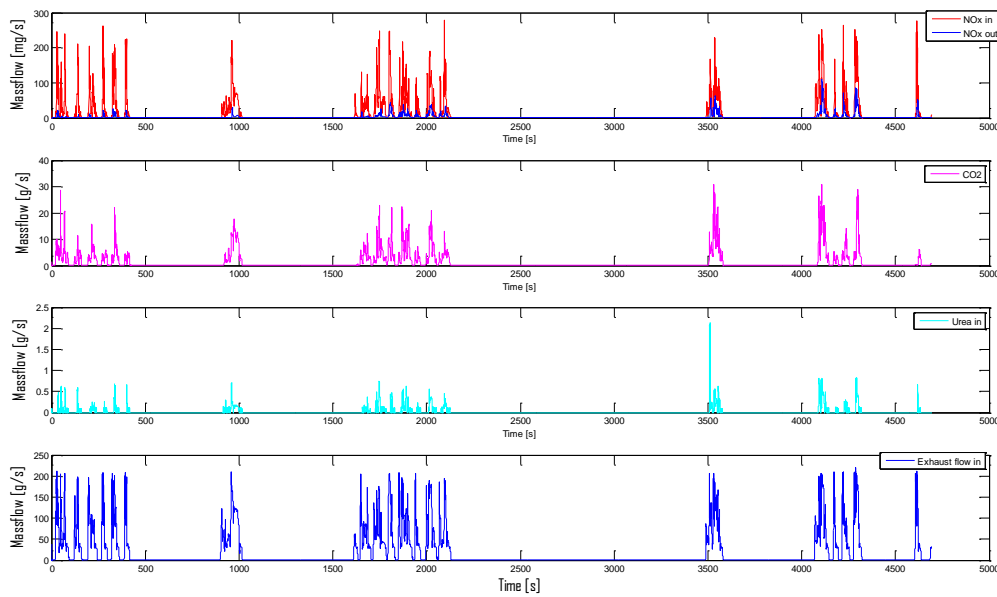 300
200
100
0
Massflow [mg/s]
NOx in
NOx out
0 500 1000 1500 2000 2500 3000 3500 4000 4500 5000
Time [s]
40
30
20
10
0
Massflow [g/s]
CO2
0 500 1000 1500 2000 2500 3000 3500 4000 4500 5000
Time [s]
2.5
2
1.5
1
0.5
0
Massflow [g/s]
Urea in
0 500 1000 1500 2000 2500 3000 3500 4000 4500 5000
Time [s]
250
200
150
100
50
0
Massflow [g/s]
Exhaust flow in
0 500 1000 1500 2000 2500 3000 3500 4000 4500 5000
Time [s]